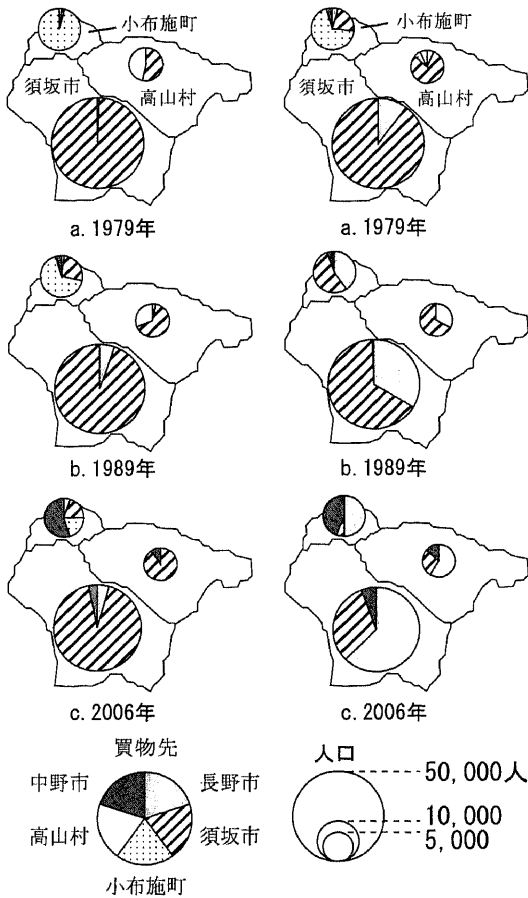 小布施町
小布施町
須坂市
高山村
須坂市
高山村
a. 1979年
a. 1979年
b. 1989年
b. 1989年
c. 2006年
c. 2006年
買物先
中野市
長野市
高山村
須坂市
小布施町
人口
50,000人
10,000
5,000